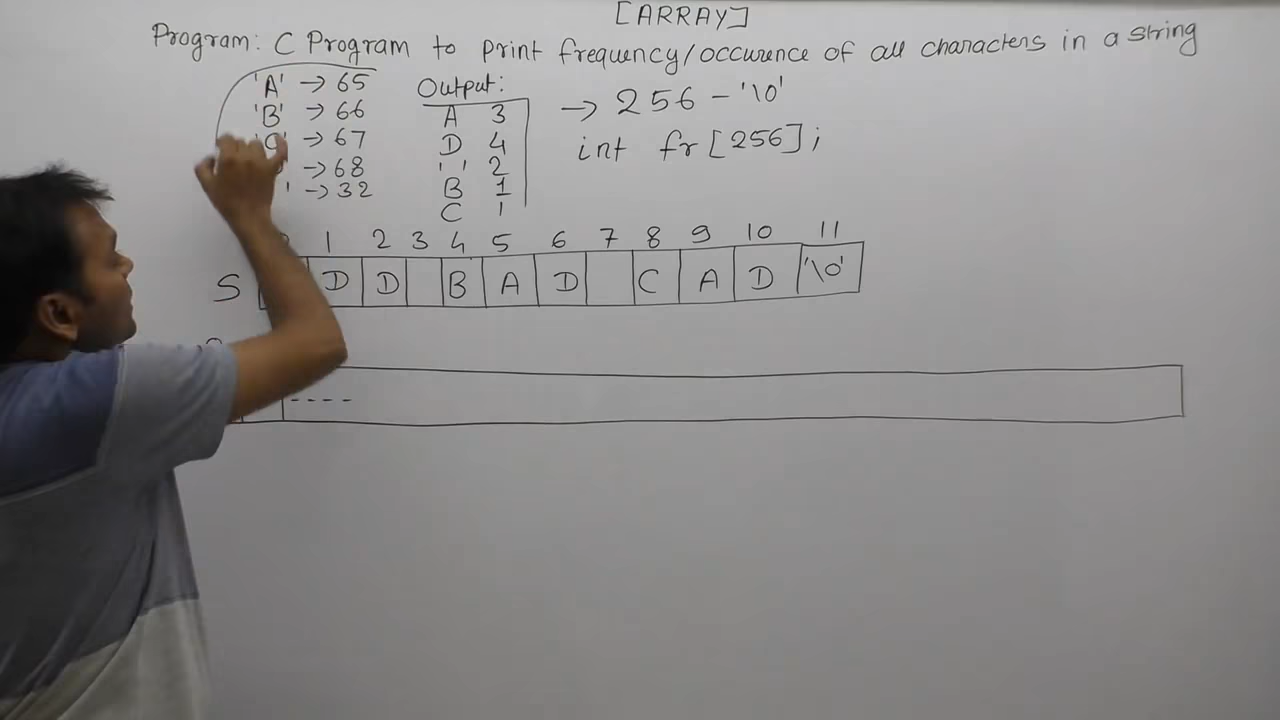 [ARRAY]
Program: C Program to print frequency/occurence of all characters in a string
'A' → 65
'B' → 66
'C' → 67
→ 68
' → 32
Output:
A 3
D 4
' ' 2
B 1
C 1
→ 256 - '\0'
int fr[256];
1 2 3 4 5 6 7 8 9 10 11
S D D B A D C A D '\0'
----